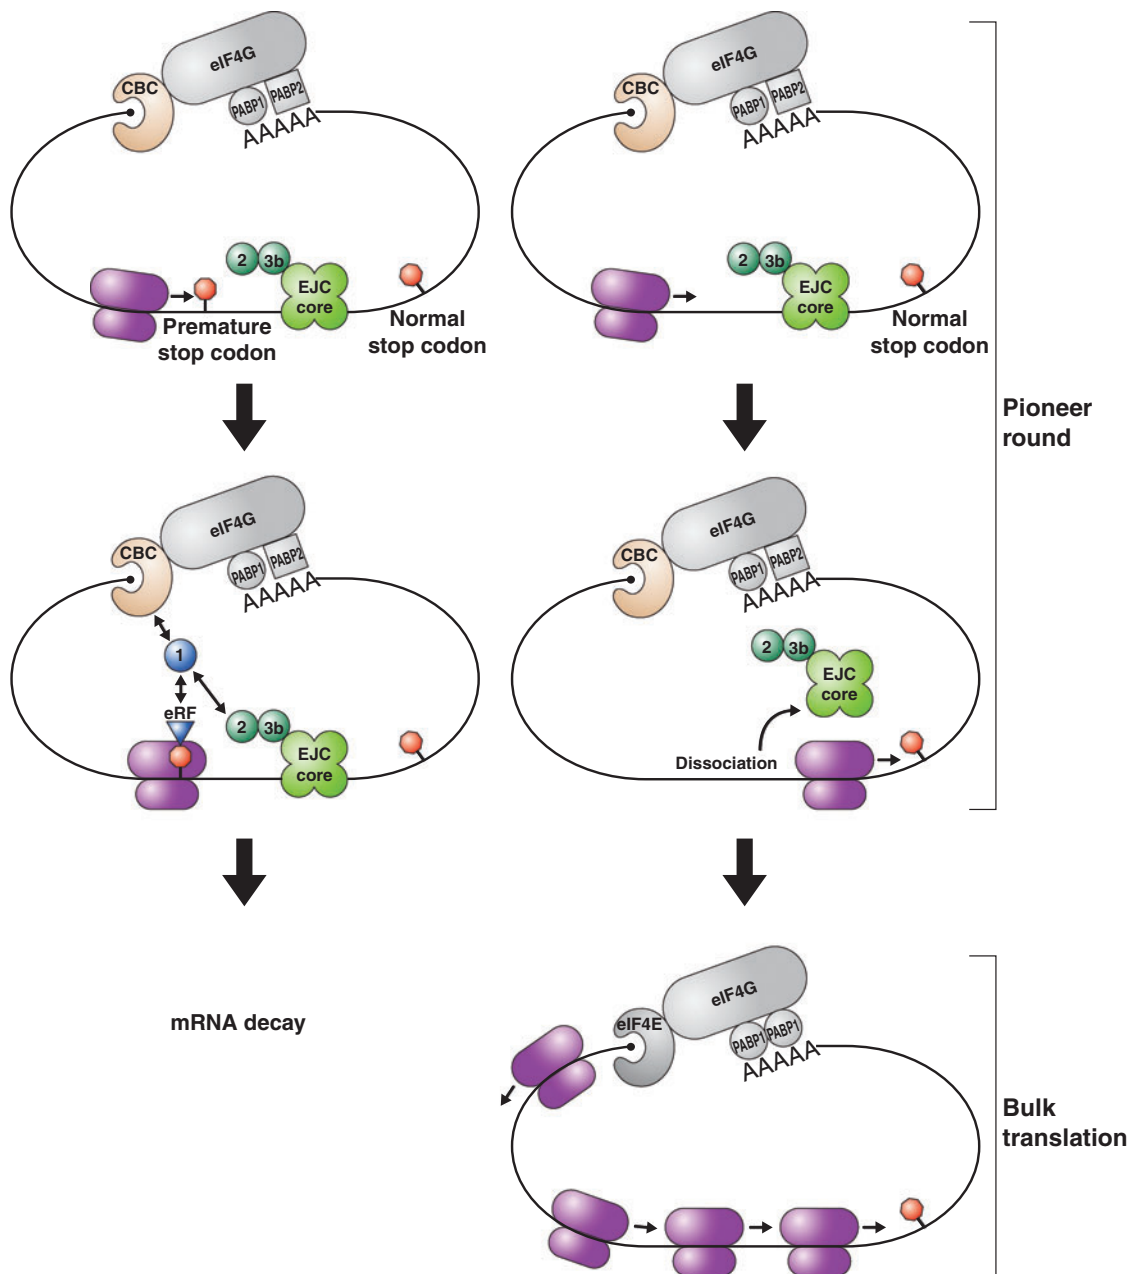 eIF4G
CBC
PABP1
PABP2
AAAAA
2
3b
EJC
core
Premature
stop codon
Normal
stop codon
eIF4G
CBC
PABP1
PABP2
AAAAA
2
3b
EJC
core
Normal
stop codon
Pioneer
round
eIF4G
CBC
PABP1
PABP2
AAAAA
1
eRF
2
3b
EJC
core
eIF4G
CBC
PABP1
PABP2
AAAAA
2
3b
EJC
core
Dissociation
mRNA decay
eIF4G
eIF4E
PABP1
PABP1
AAAAA
Bulk
translation